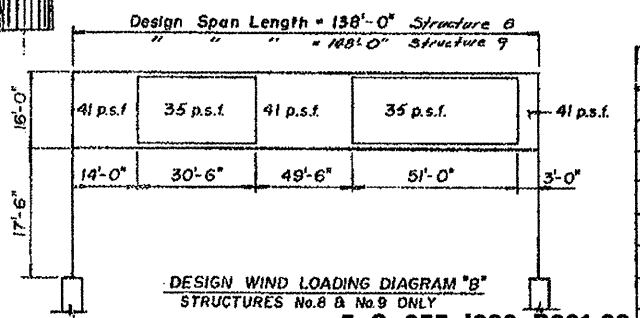 Design Span Length = 138'-0" Structure 8
" " " = 148'-0" Structure 9
16'-0"
41 p.s.f
35 p.s.f.
41 p.s.f.
35 p.s.f.
41 p.s.f.
14'-0"
30'-6"
49'-6"
51'-0"
3'-0"
17'-6"
DESIGN WIND LOADING DIAGRAM "B"
STRUCTURES No.8 & No.9 ONLY